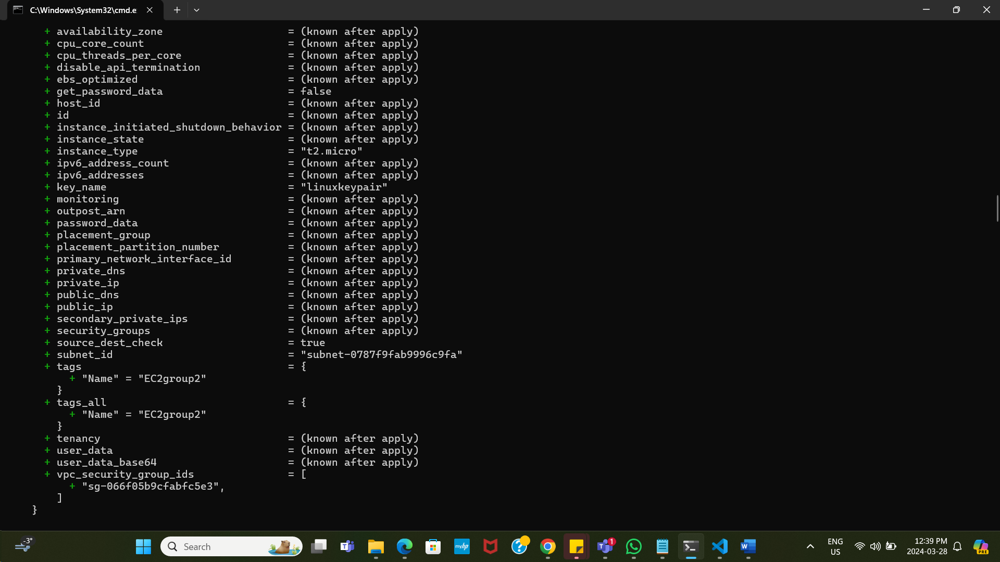 C:\Windows\System32\cmd.e
+ availability_zone = (known after apply)
+ cpu_core_count = (known after apply)
+ cpu_threads_per_core = (known after apply)
+ disable_api_termination = (known after apply)
+ ebs_optimized = (known after apply)
+ get_password_data = false
+ host_id = (known after apply)
+ id = (known after apply)
+ instance_initiated_shutdown_behavior = (known after apply)
+ instance_state = (known after apply)
+ instance_type = "t2.micro"
+ ipv6_address_count = (known after apply)
+ ipv6_addresses = (known after apply)
+ key_name = "linuxkeypair"
+ monitoring = (known after apply)
+ outpost_arn = (known after apply)
+ password_data = (known after apply)
+ placement_group = (known after apply)
+ placement_partition_number = (known after apply)
+ primary_network_interface_id = (known after apply)
+ private_dns = (known after apply)
+ private_ip = (known after apply)
+ public_dns = (known after apply)
+ public_ip = (known after apply)
+ secondary_private_ips = (known after apply)
+ security_groups = (known after apply)
+ source_dest_check = true
+ subnet_id = "subnet-0787f9fab9996c9fa"
+ tags = {
+ "Name" = "EC2group2"
}
+ tags_all = {
+ "Name" = "EC2group2"
}
+ tenancy = (known after apply)
+ user_data = (known after apply)
+ user_data_base64 = (known after apply)
+ vpc_security_group_ids = [
+ "sg-066f05b9cfabfc5e3",
]
}
-3°
Search
myhp
1
ENG
US
12:39 PM
2024-03-28
PRE